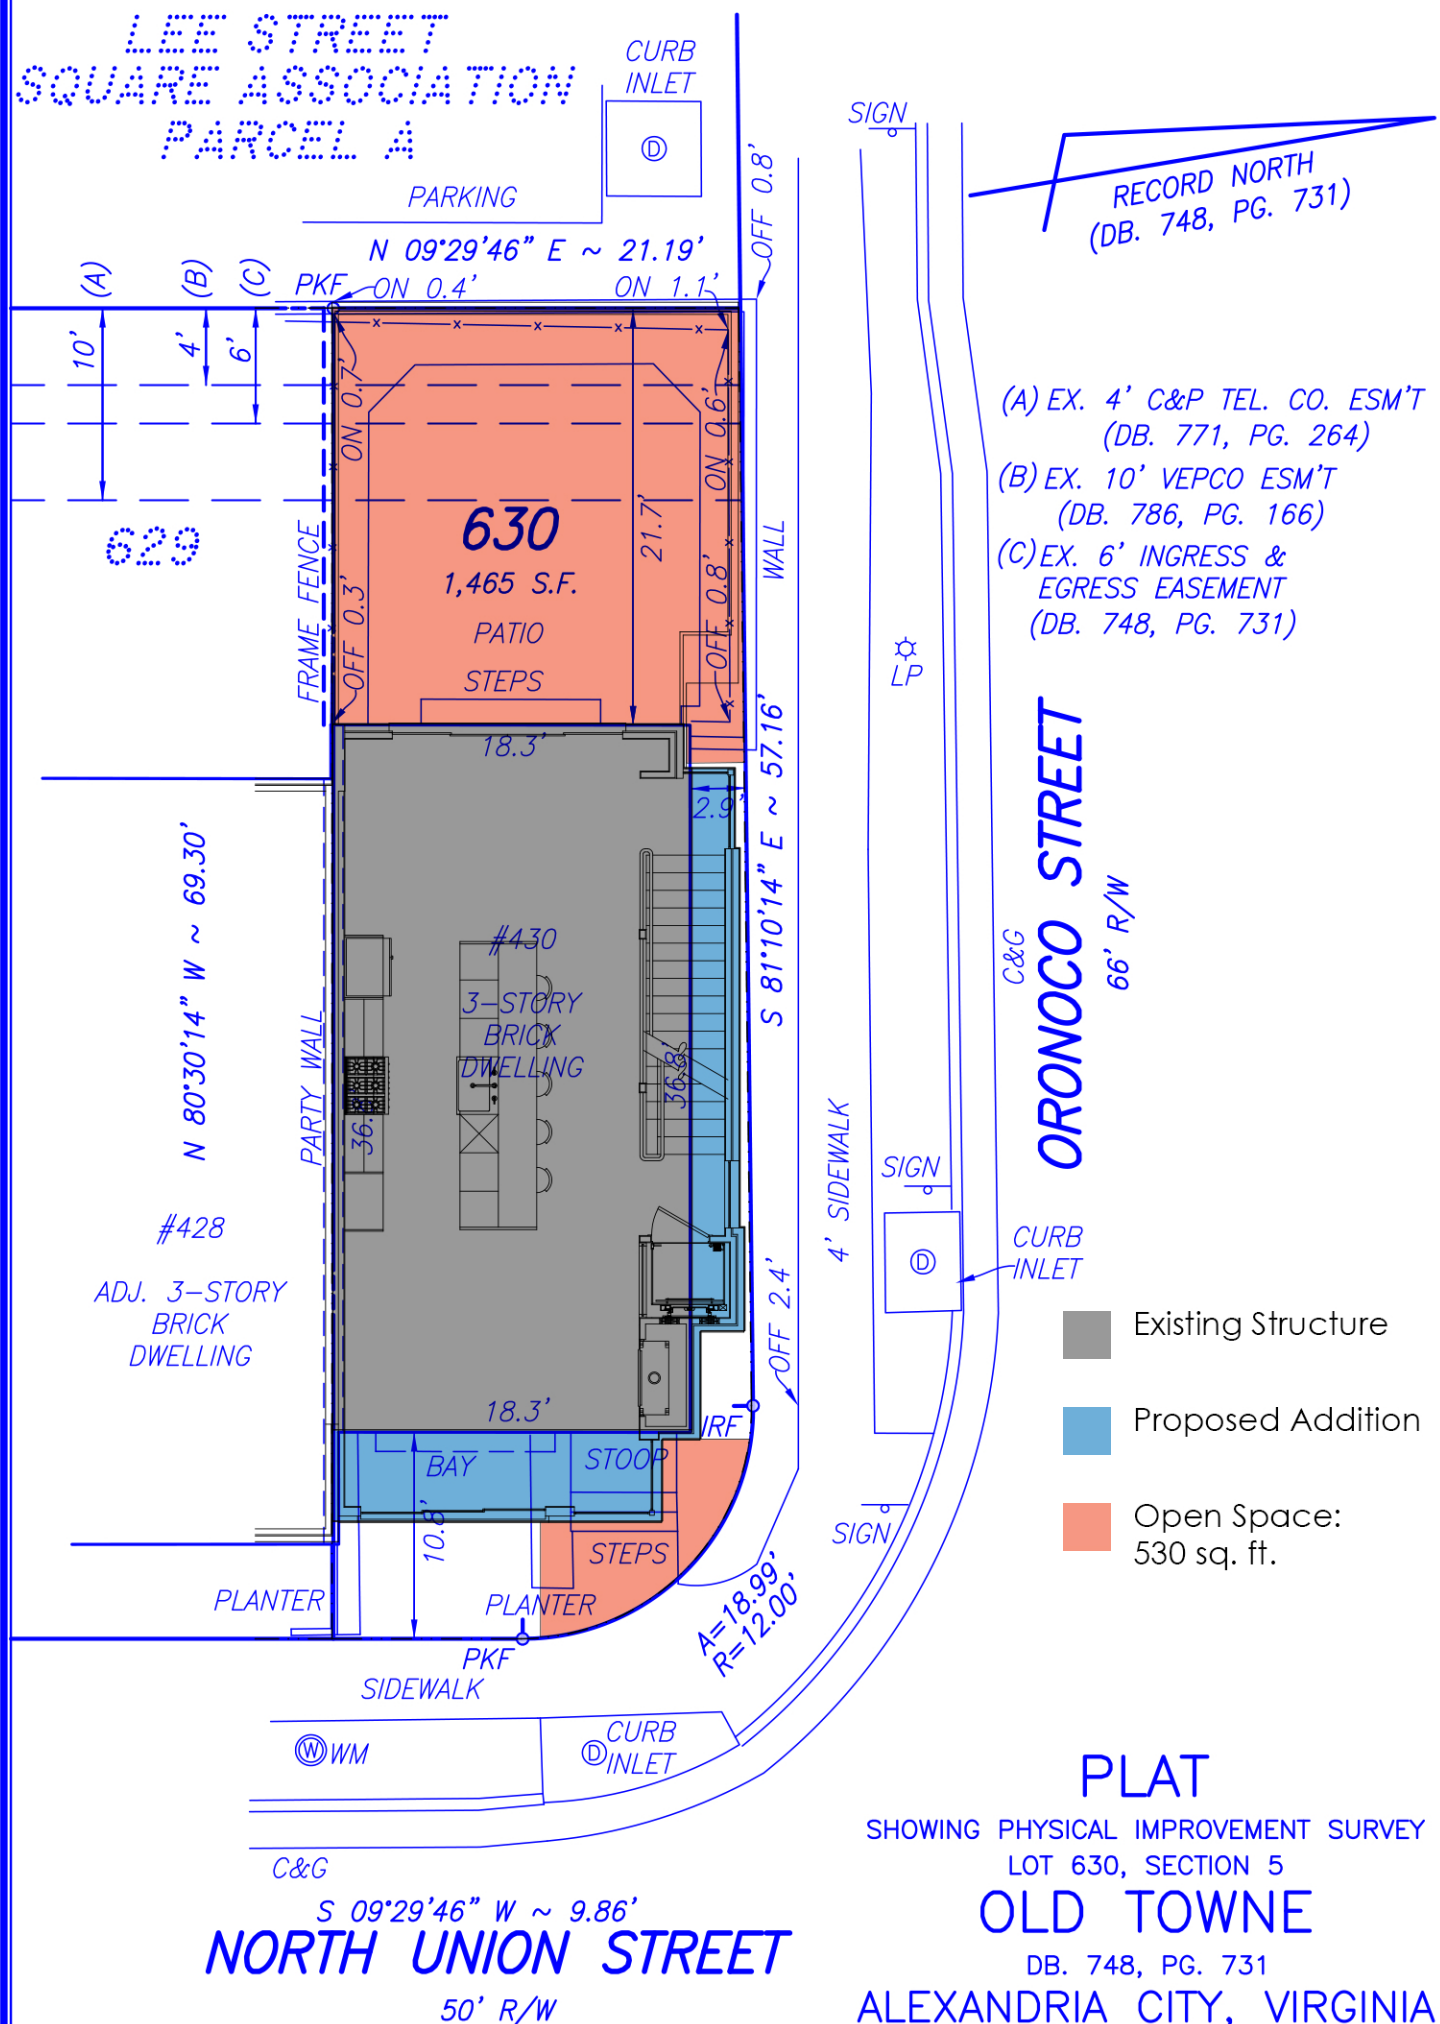 LEE STREET
SQUARE ASSOCIATION
PARCEL A
CURB
INLET
D
PARKING
N 09°29'46" E ~ 21.19'
OFF 0.8'
SIGN
RECORD NORTH
(DB. 748, PG. 731)
(A)
(B)
(C)
PKF
ON 0.4'
ON 1.1'
10'
4'
6'
ON 0.7'
ON 0.6'
(A) EX. 4' C&P TEL. CO. ESM'T
(DB. 771, PG. 264)
(B) EX. 10' VEPCO ESM'T
(DB. 786, PG. 166)
(C) EX. 6' INGRESS &
EGRESS EASEMENT
(DB. 748, PG. 731)
629
FRAME FENCE
OFF 0.3'
630
1,465 S.F.
PATIO
STEPS
21.7'
OFF 0.8'
WALL
LP
18.3'
2.9'
S 81°10'14" E ~ 57.16'
ORONOCO STREET
66' R/W
C&G
N 80°30'14" W ~ 69.30'
PARTY WALL
#430
3-STORY
BRICK
DWELLING
36.8'
4' SIDEWALK
SIGN
D
CURB
INLET
#428
ADJ. 3-STORY
BRICK
DWELLING
OFF 2.4'
18.3'
IRF
BAY
STOOP
10.8'
STEPS
SIGN
PLANTER
PLANTER
PKF
A=18.99'
R=12.00'
Existing Structure
Proposed Addition
Open Space:
530 sq. ft.
SIDEWALK
W WM
D
CURB
INLET
C&G
S 09°29'46" W ~ 9.86'
NORTH UNION STREET
50' R/W
PLAT
SHOWING PHYSICAL IMPROVEMENT SURVEY
LOT 630, SECTION 5
OLD TOWNE
DB. 748, PG. 731
ALEXANDRIA CITY, VIRGINIA